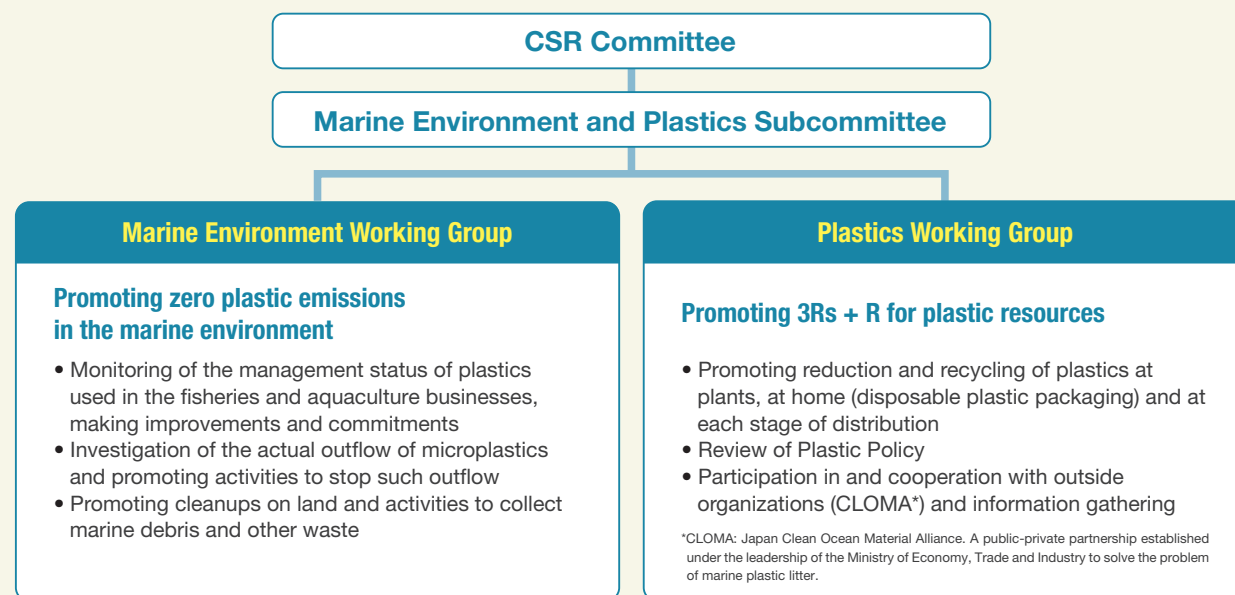 CSR Committee
Marine Environment and Plastics Subcommittee
Marine Environment Working Group
Promoting zero plastic emissions
in the marine environment
• Monitoring of the management status of plastics
used in the fisheries and aquaculture businesses,
making improvements and commitments
• Investigation of the actual outflow of microplastics
and promoting activities to stop such outflow
• Promoting cleanups on land and activities to collect
marine debris and other waste
Plastics Working Group
Promoting 3Rs + R for plastic resources
• Promoting reduction and recycling of plastics at
plants, at home (disposable plastic packaging) and at
each stage of distribution
• Review of Plastic Policy
• Participation in and cooperation with outside
organizations (CLOMA*) and information gathering
*CLOMA: Japan Clean Ocean Material Alliance. A public-private partnership established
under the leadership of the Ministry of Economy, Trade and Industry to solve the problem
of marine plastic litter.